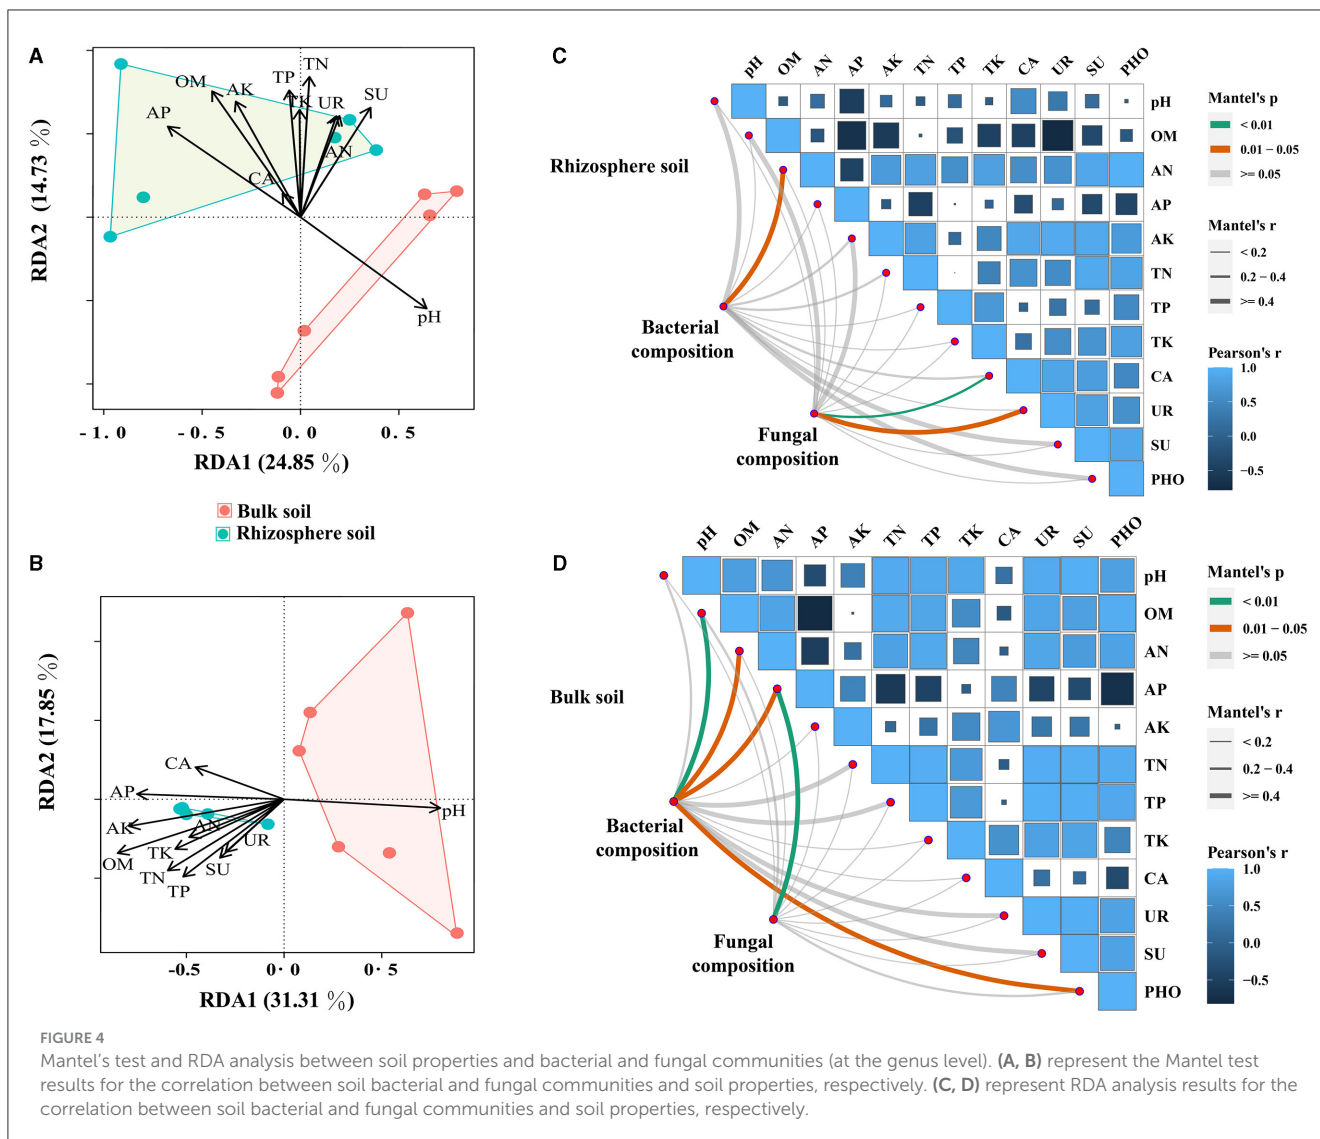 A
RDA2 (14.73 %)
OM
AK
TP
TN
TK
UR
SU
AP
AN
CA
pH
-1.0
-0.5
0.0
0.5
RDA1 (24.85 %)
Bulk soil
Rhizosphere soil
B
RDA2 (17.85 %)
CA
AP
AK
AN
OM
TK
UR
TN
SU
TP
pH
-0.5
0.0
0.5
RDA1 (31.31 %)
C
pH OM AN AP AK TN TP TK CA UR SU PHO
pH
OM
AN
AP
AK
TN
TP
TK
CA
UR
SU
PHO
Rhizosphere soil
Bacterial
composition
Fungal
composition
Mantel's p
< 0.01
0.01 − 0.05
>= 0.05
Mantel's r
< 0.2
0.2 − 0.4
>= 0.4
Pearson's r
1.0
0.5
0.0
−0.5
D
pH OM AN AP AK TN TP TK CA UR SU PHO
pH
OM
AN
AP
AK
TN
TP
TK
CA
UR
SU
PHO
Bulk soil
Bacterial
composition
Fungal
composition
Mantel's p
< 0.01
0.01 − 0.05
>= 0.05
Mantel's r
< 0.2
0.2 − 0.4
>= 0.4
Pearson's r
1.0
0.5
0.0
−0.5
FIGURE 4
Mantel's test and RDA analysis between soil properties and bacterial and fungal communities (at the genus level). (A, B) represent the Mantel test
results for the correlation between soil bacterial and fungal communities and soil properties, respectively. (C, D) represent RDA analysis results for the
correlation between soil bacterial and fungal communities and soil properties, respectively.